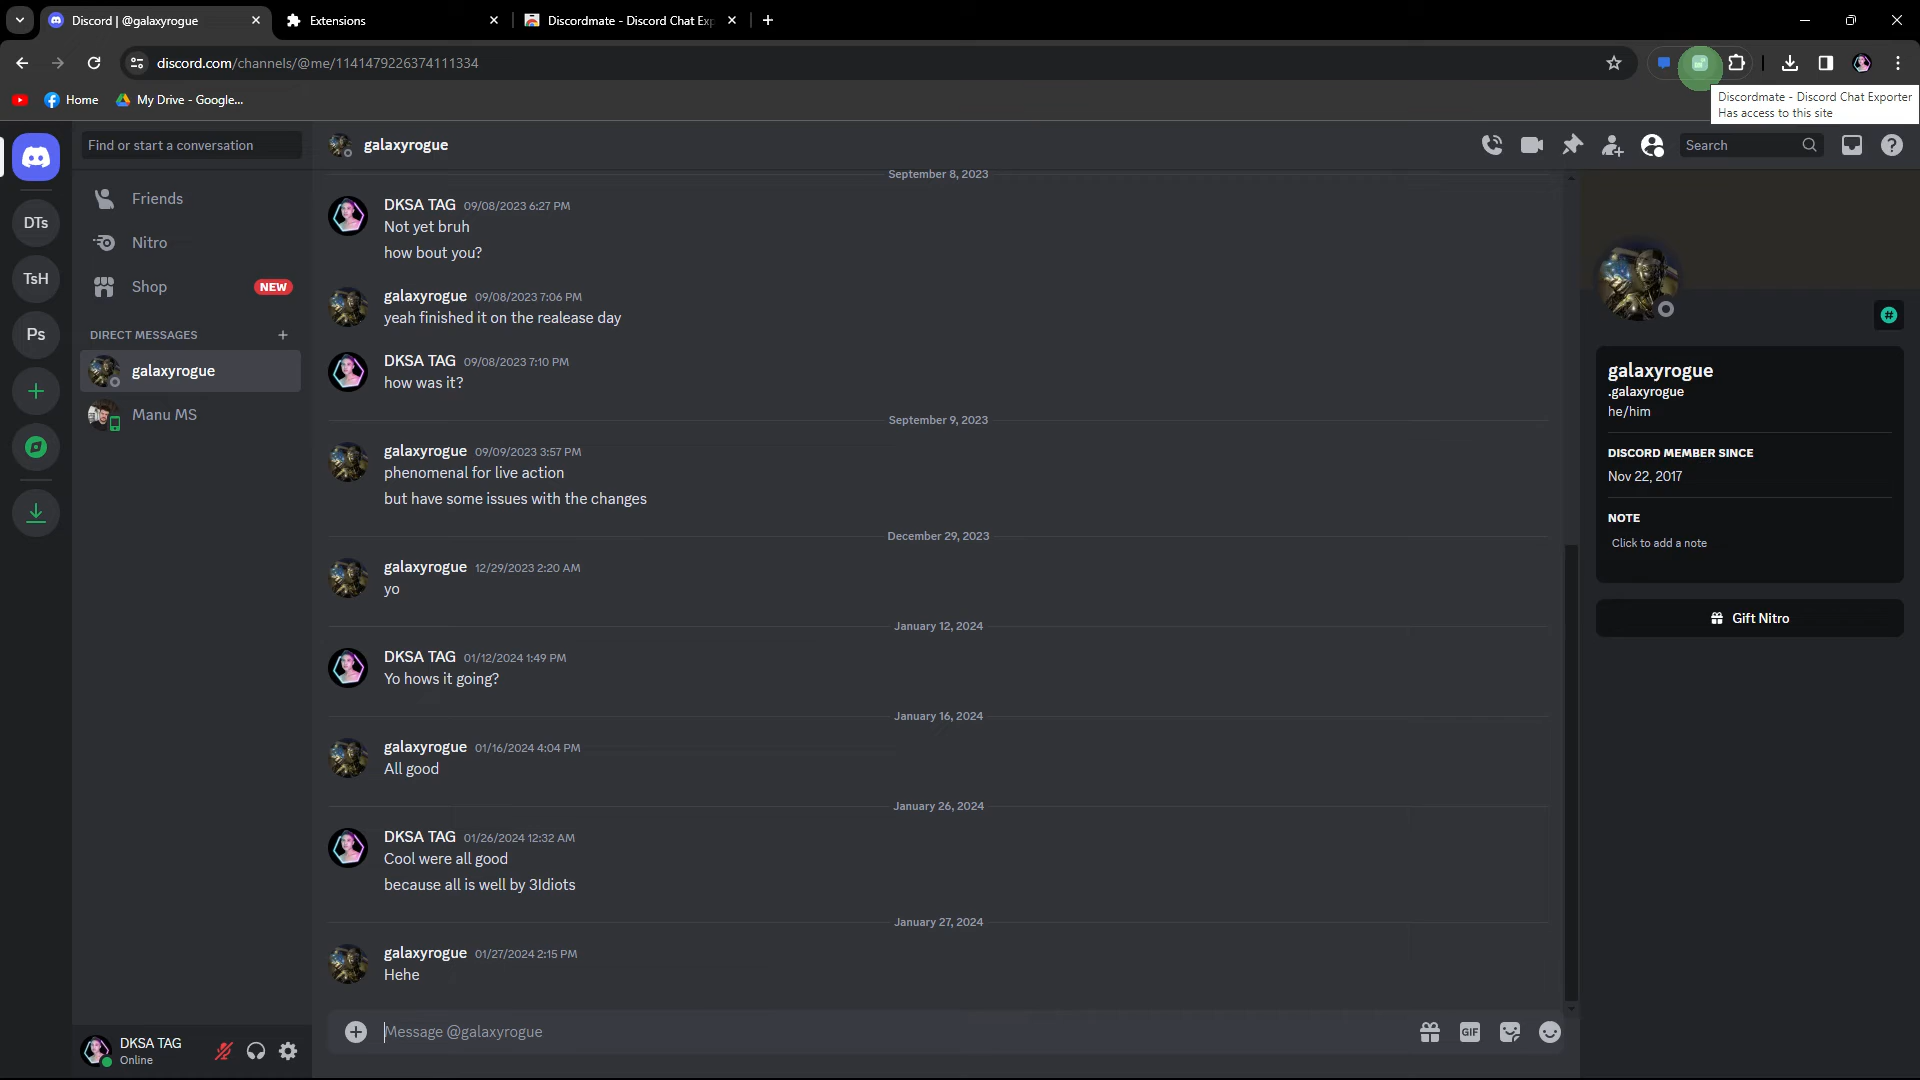 Discord | @galaxyrogue
Extensions
Discordmate - Discord Chat Exp
discord.com/channels/@me/1141479226374111334
Home
My Drive - Google...
Discordmate - Discord Chat Exporter
Has access to this site
Find or start a conversation
galaxyrogue
Search
Friends
Nitro
Shop
NEW
DIRECT MESSAGES
galaxyrogue
Manu MS
DTs
TsH
Ps
September 8, 2023
DKSA TAG 09/08/2023 6:27 PM
Not yet bruh
how bout you?
galaxyrogue 09/08/2023 7:06 PM
yeah finished it on the realease day
DKSA TAG 09/08/2023 7:10 PM
how was it?
September 9, 2023
galaxyrogue 09/09/2023 3:57 PM
phenomenal for live action
but have some issues with the changes
December 29, 2023
galaxyrogue 12/29/2023 2:20 AM
yo
January 12, 2024
DKSA TAG 01/12/2024 1:49 PM
Yo hows it going?
January 16, 2024
galaxyrogue 01/16/2024 4:04 PM
All good
January 26, 2024
DKSA TAG 01/26/2024 12:32 AM
Cool were all good
because all is well by 3Idiots
January 27, 2024
galaxyrogue 01/27/2024 2:15 PM
Hehe
Message @galaxyrogue
GIF
DKSA TAG
Online
galaxyrogue
.galaxyrogue
he/him
DISCORD MEMBER SINCE
Nov 22, 2017
NOTE
Click to add a note
Gift Nitro